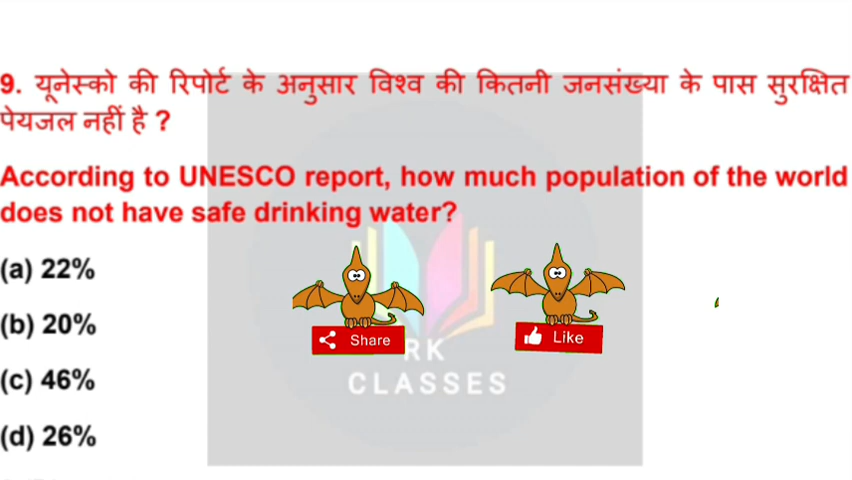 9. यूनेस्को की रिपोर्ट के अनुसार विश्व की कितनी जनसंख्या के पास सुरक्षित
पेयजल नहीं है ?
According to UNESCO report, how much population of the world
does not have safe drinking water?
(a) 22%
(b) 20%
(c) 46%
(d) 26%
Share
Like
RK
CLASSES